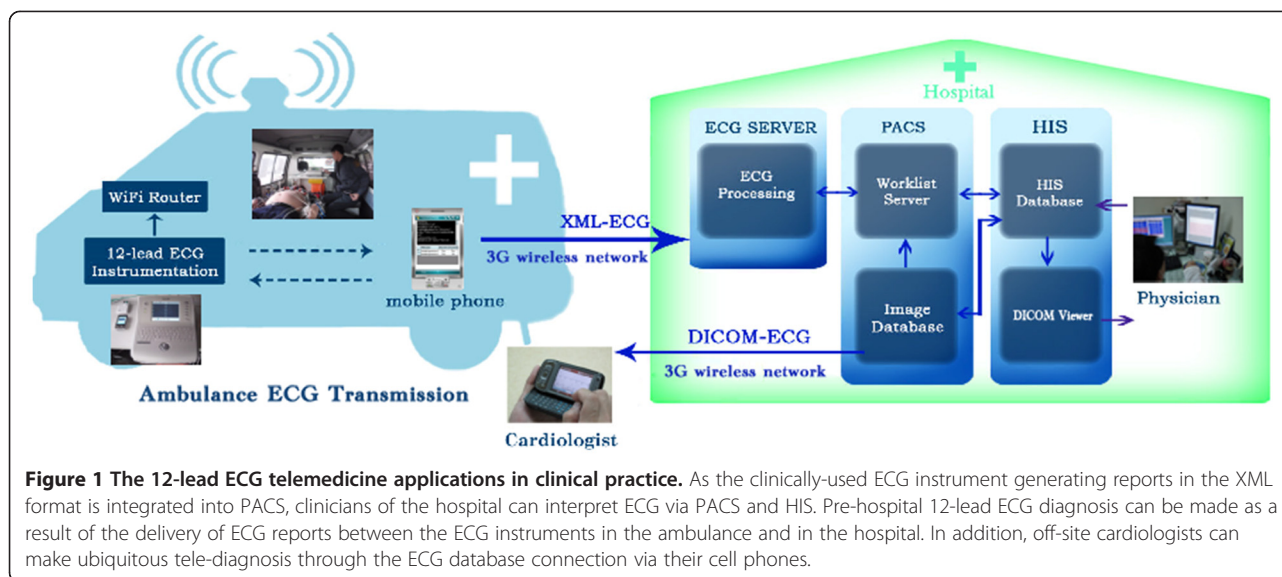 Hospital
ECG SERVER
PACS
HIS
ECG
Processing
Worklist
Server
HIS
Database
Image
Database
DICOM Viewer
Physician
WiFi Router
12-lead ECG
Instrumentation
mobile phone
XML-ECG
3G wireless network
DICOM-ECG
3G wireless network
Ambulance ECG Transmission
Cardiologist
Figure 1 The 12-lead ECG telemedicine applications in clinical practice. As the clinically-used ECG instrument generating reports in the XML
format is integrated into PACS, clinicians of the hospital can interpret ECG via PACS and HIS. Pre-hospital 12-lead ECG diagnosis can be made as a
result of the delivery of ECG reports between the ECG instruments in the ambulance and in the hospital. In addition, off-site cardiologists can
make ubiquitous tele-diagnosis through the ECG database connection via their cell phones.